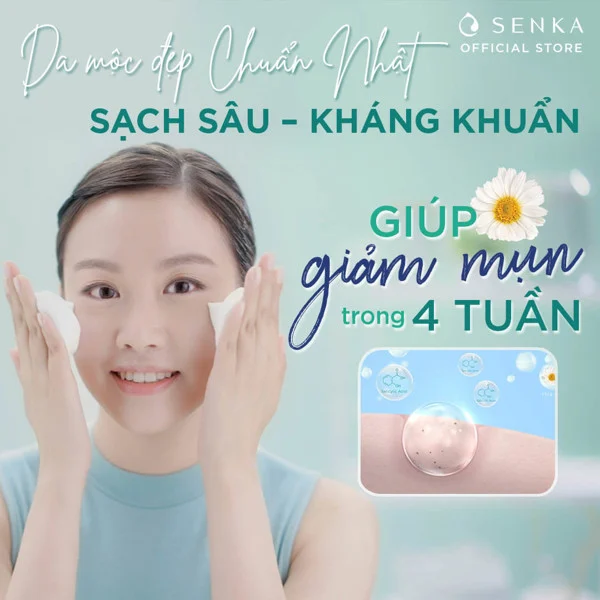 SENKA
OFFICIAL STORE
Da mộc đẹp Chuẩn Nhật
SẠCH SÂU – KHÁNG KHUẨN
GIÚP
giảm mụn
trong 4 TUẦN